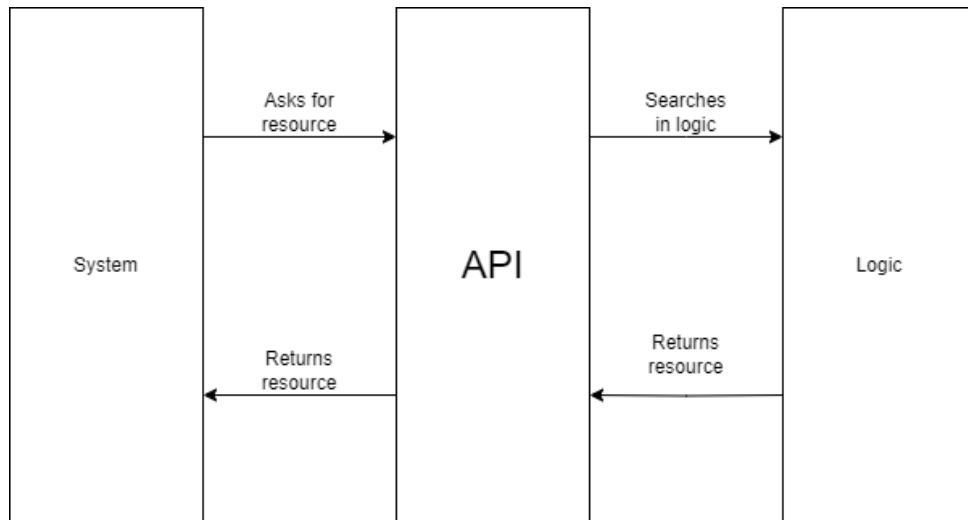 Asks for
resource
Searches
in logic
System
API
Logic
Returns
resource
Returns
resource